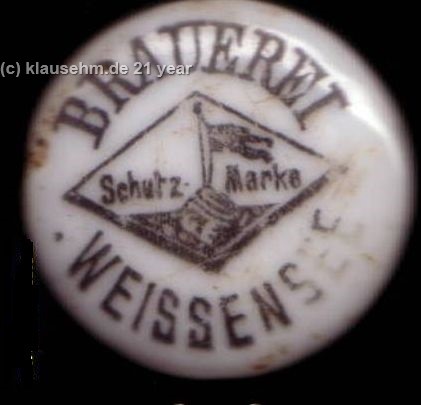 (c) klausehm.de 21 year
BRAUEREI
Schutz-Marke
WEISSENSEE